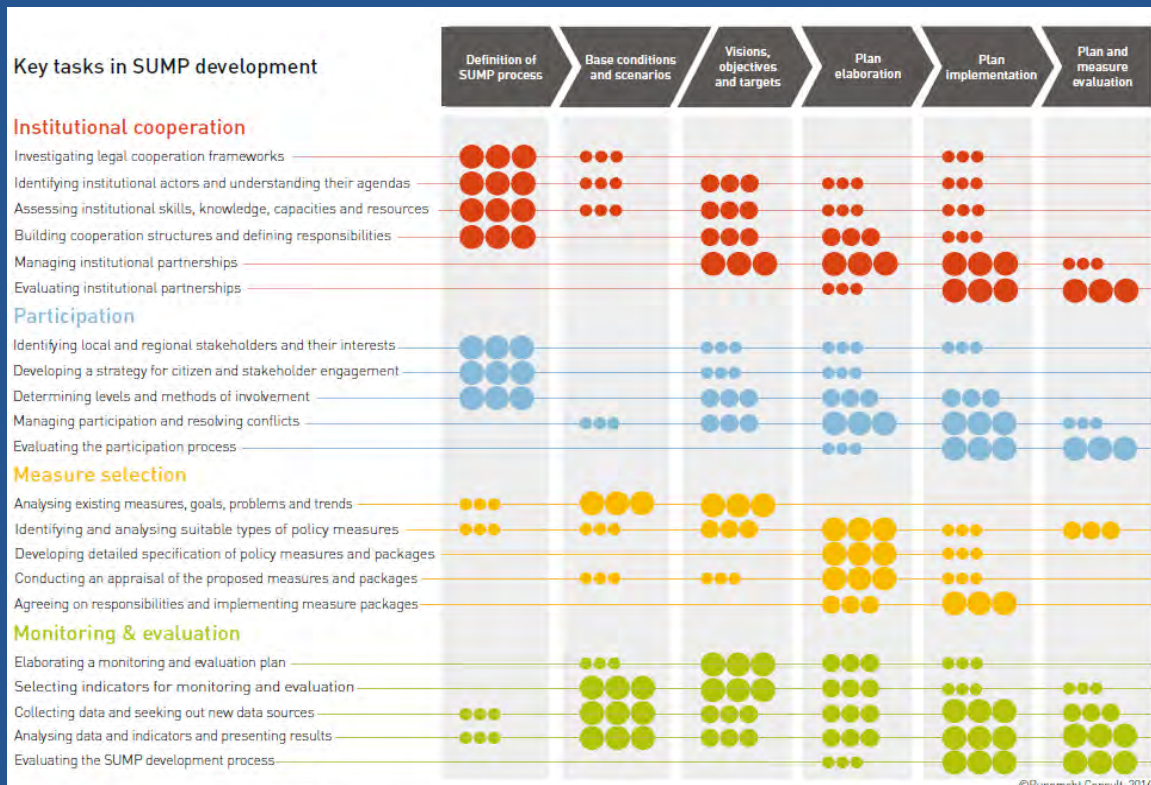 Key tasks in SUMP development
Definition of
SUMP process
Base conditions
and scenarios
Visions,
objectives
and targets
Plan
elaboration
Plan
implementation
Plan and
measure
evaluation
Institutional cooperation
Investigating legal cooperation frameworks
Identifying institutional actors and understanding their agendas
Assessing institutional skills, knowledge, capacities and resources
Building cooperation structures and defining responsibilities
Managing institutional partnerships
Evaluating institutional partnerships
Participation
Identifying local and regional stakeholders and their interests
Developing a strategy for citizen and stakeholder engagement
Determining levels and methods of involvement
Managing participation and resolving conflicts
Evaluating the participation process
Measure selection
Analysing existing measures, goals, problems and trends
Identifying and analysing suitable types of policy measures
Developing detailed specification of policy measures and packages
Conducting an appraisal of the proposed measures and packages
Agreeing on responsibilities and implementing measure packages
Monitoring & evaluation
Elaborating a monitoring and evaluation plan
Selecting indicators for monitoring and evaluation
Collecting data and seeking out new data sources
Analysing data and indicators and presenting results
Evaluating the SUMP development process